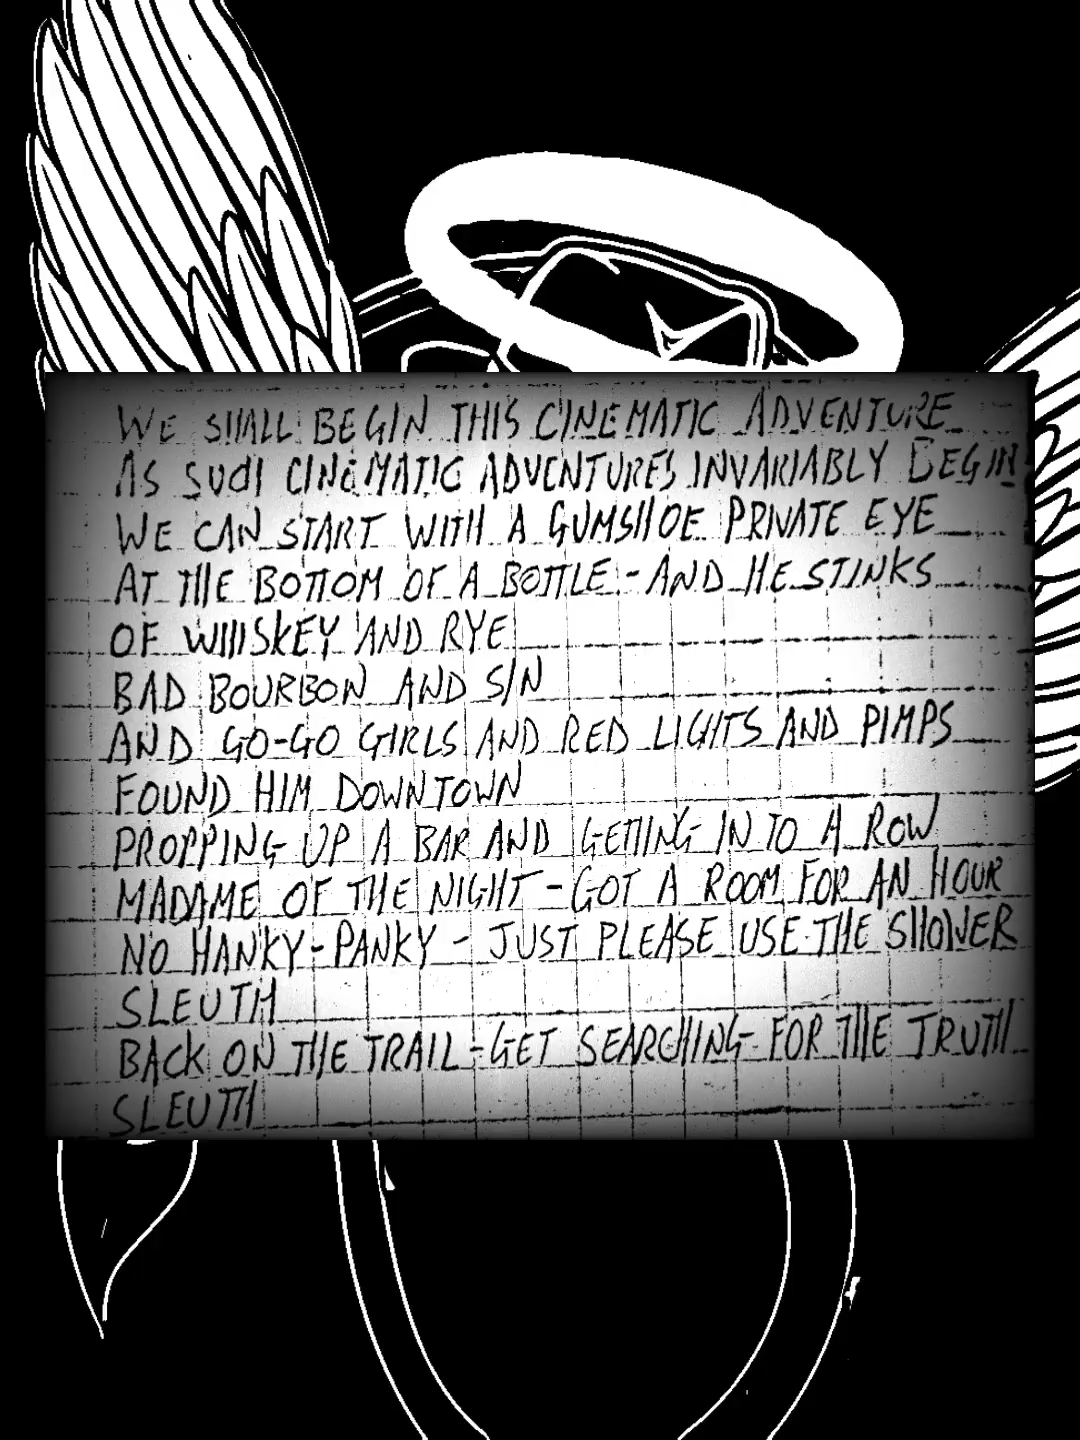 WE SHALL BEGIN THIS CINEMATIC ADVENTURE
AS SUCH CINEMATIC ADVENTURES INVARIABLY BEGIN
WE CAN START WITH A GUMSHOE PRIVATE EYE
AT THE BOTTOM OF A BOTTLE - AND HE STINKS
OF WHISKEY AND RYE
BAD BOURBON AND SIN
AND GO-GO GIRLS AND RED LIGHTS AND PIMPS
FOUND HIM DOWNTOWN
PROPPING UP A BAR AND GETTING IN TO A ROW
MADAME OF THE NIGHT - GOT A ROOM FOR AN HOUR
NO HANKY-PANKY - JUST PLEASE USE THE SHOWER
SLEUTH
BACK ON THE TRAIL - GET SEARCHING FOR THE TRUTH
SLEUTH